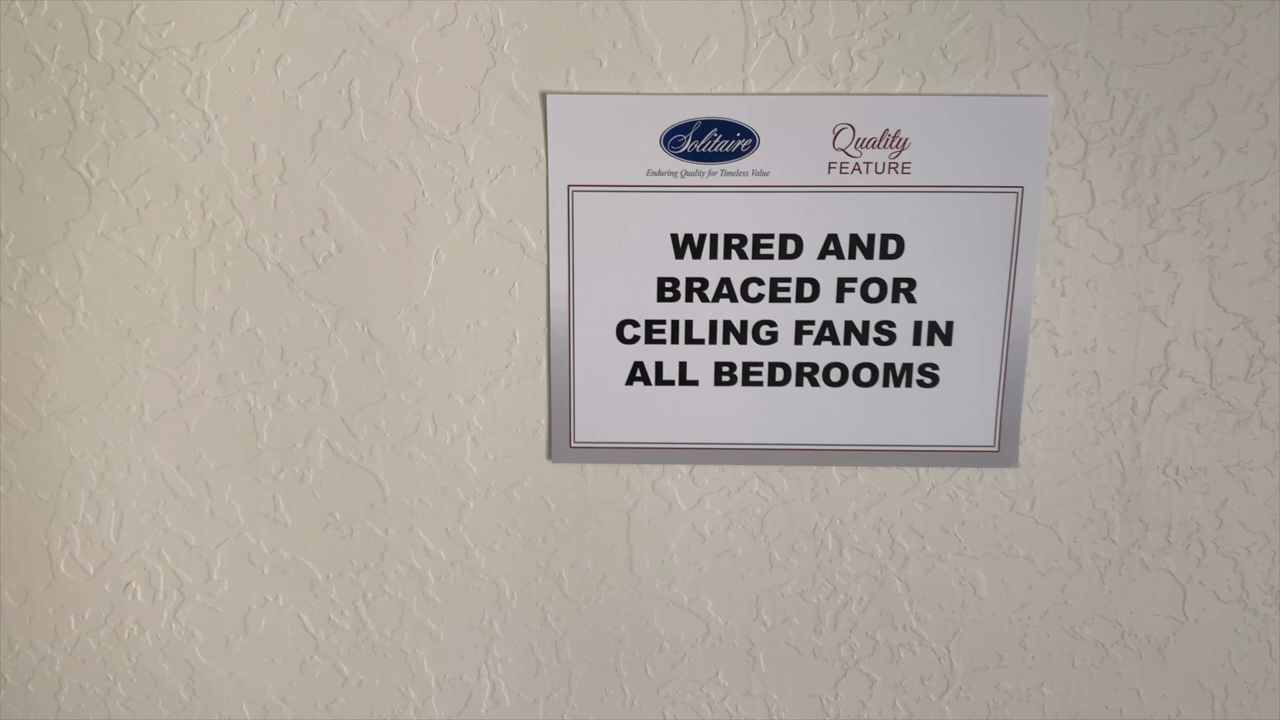 Solitaire
Enduring Quality for Timeless Value
Quality
FEATURE
WIRED AND
BRACED FOR
CEILING FANS IN
ALL BEDROOMS